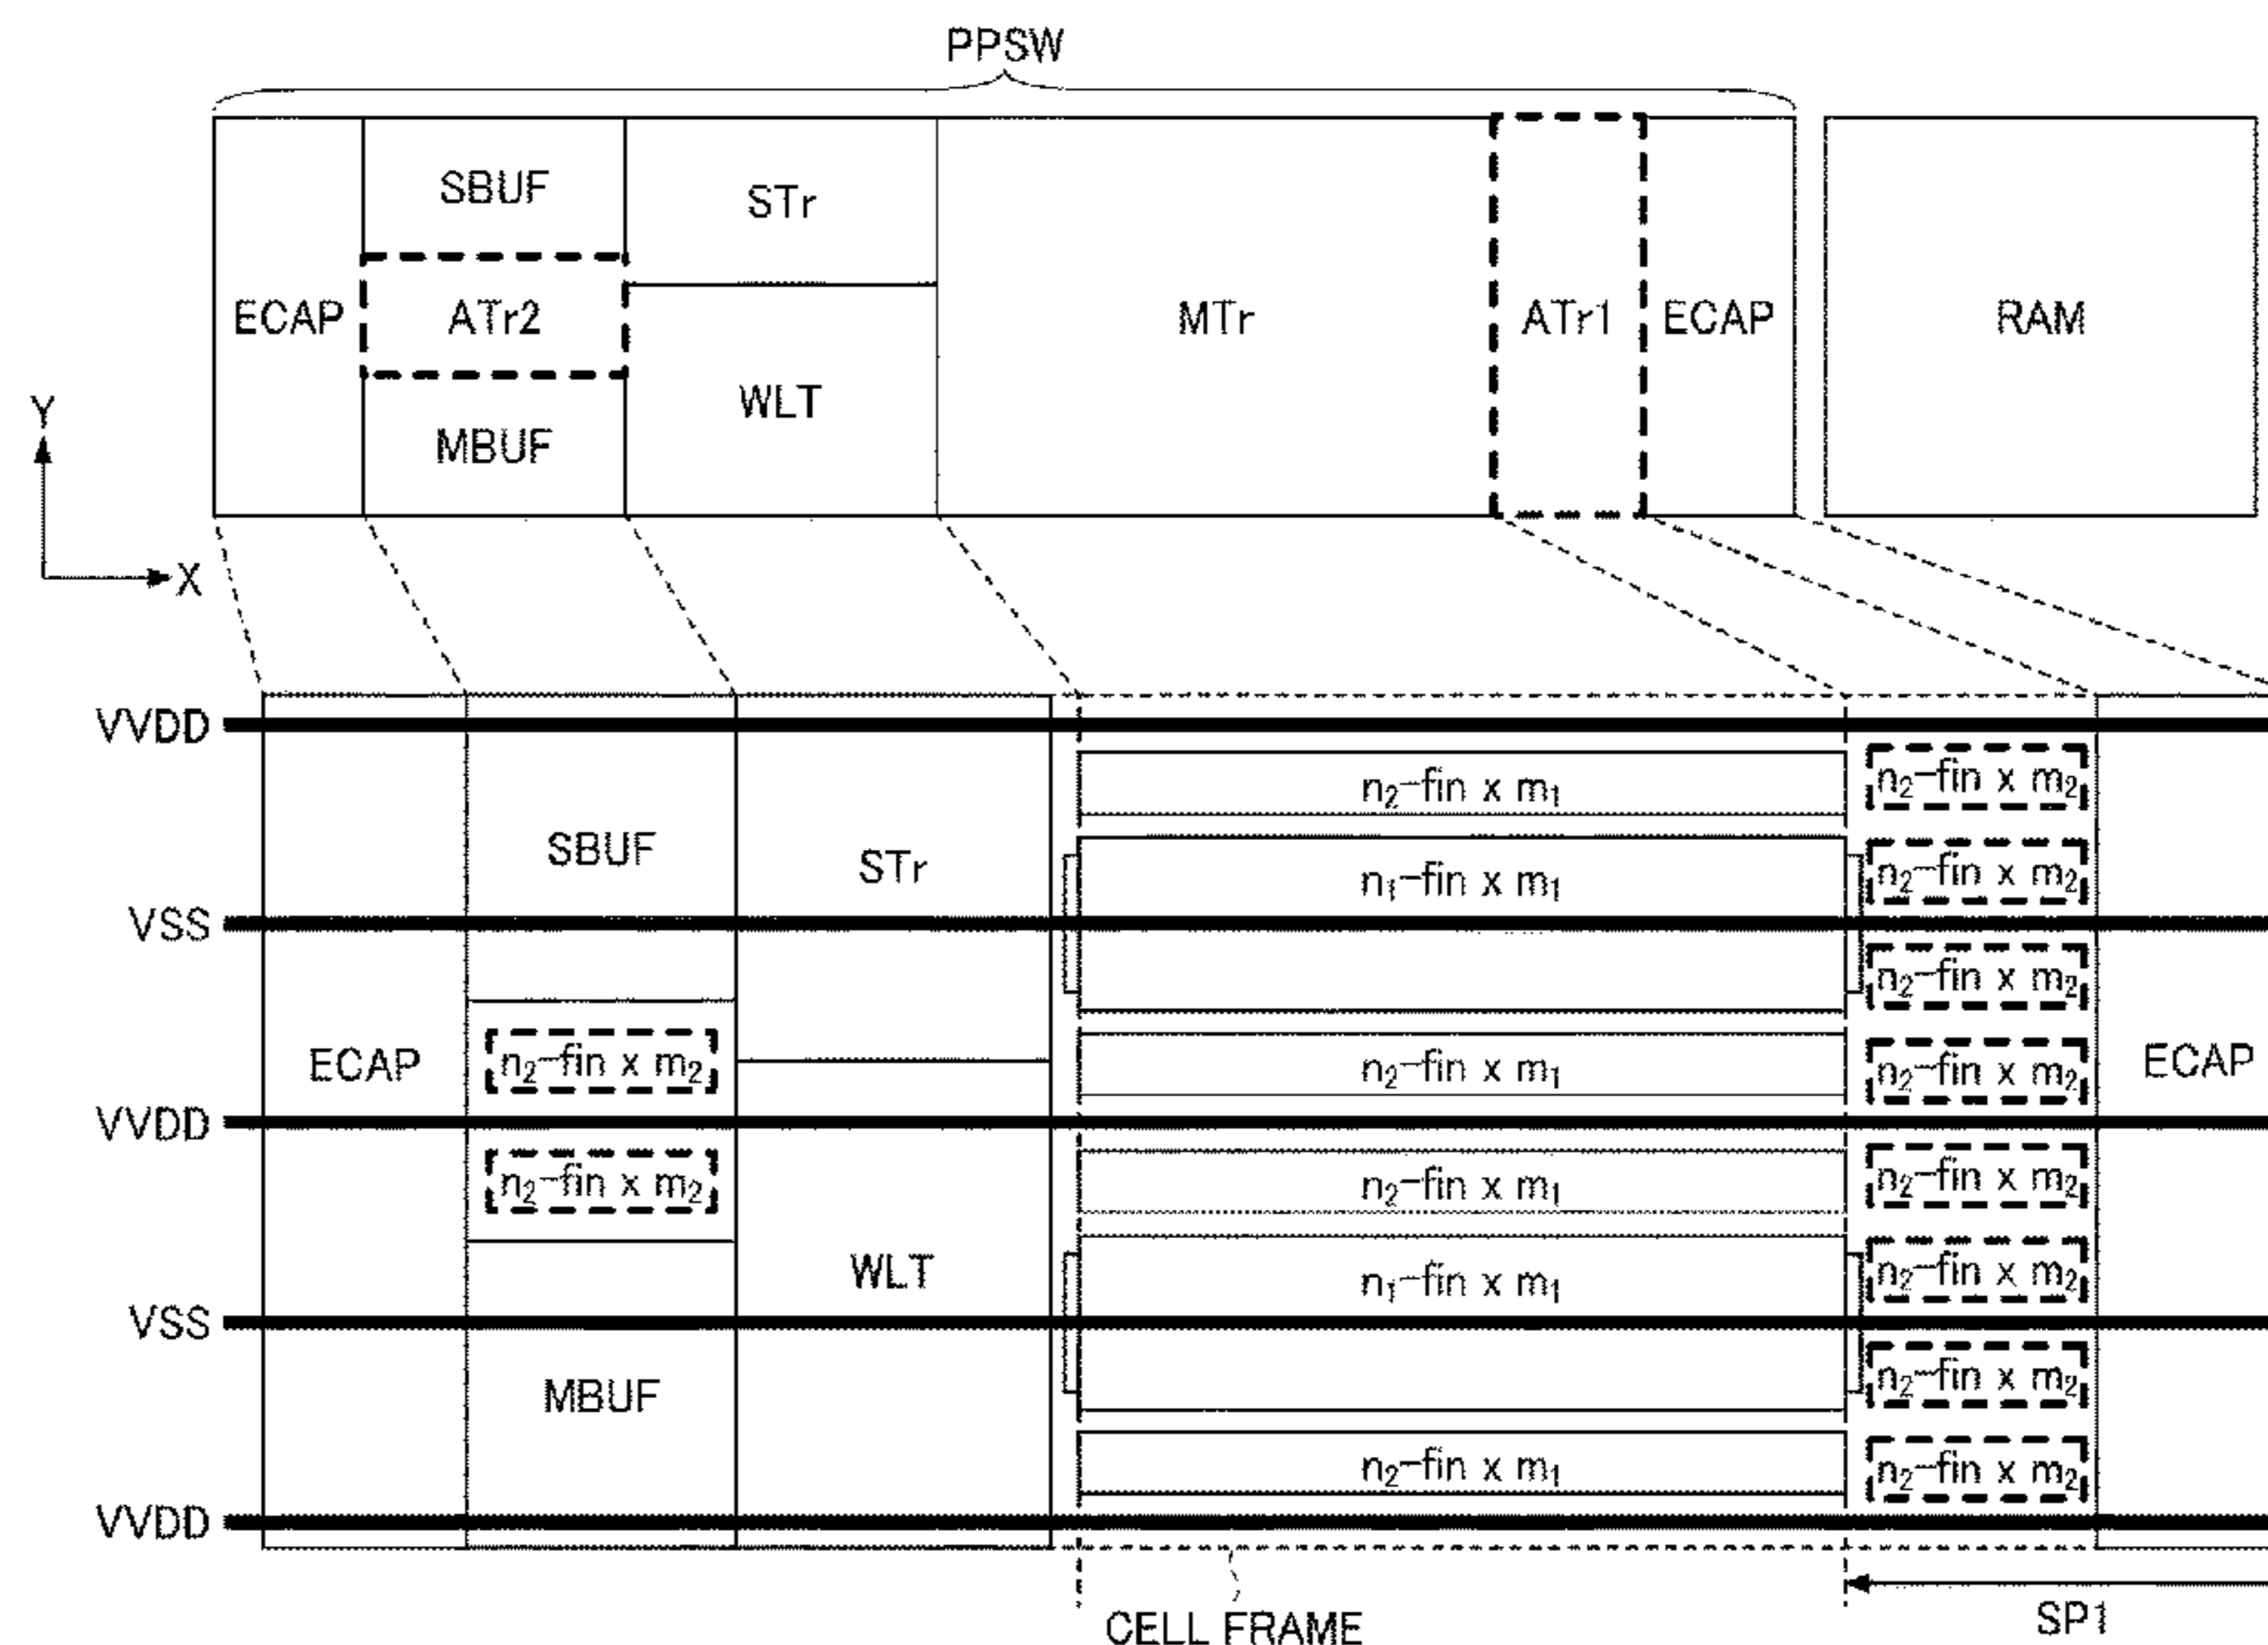 PPSW
SBUF
STr
ECAP
ATr2
MTr
ATr1
ECAP
RAM
WLT
MBUF
Y
X
VVDD
n₂-fin x m₁
n₂-fin x m₂
SBUF
STr
n₁-fin x m₁
n₂-fin x m₂
VSS
n₂-fin x m₂
ECAP
n₂-fin x m₂
n₂-fin x m₁
n₂-fin x m₂
ECAP
VVDD
n₂-fin x m₂
n₂-fin x m₁
n₂-fin x m₂
WLT
n₁-fin x m₁
n₂-fin x m₂
VSS
MBUF
n₂-fin x m₂
n₂-fin x m₁
n₂-fin x m₂
VVDD
CELL FRAME
SP1